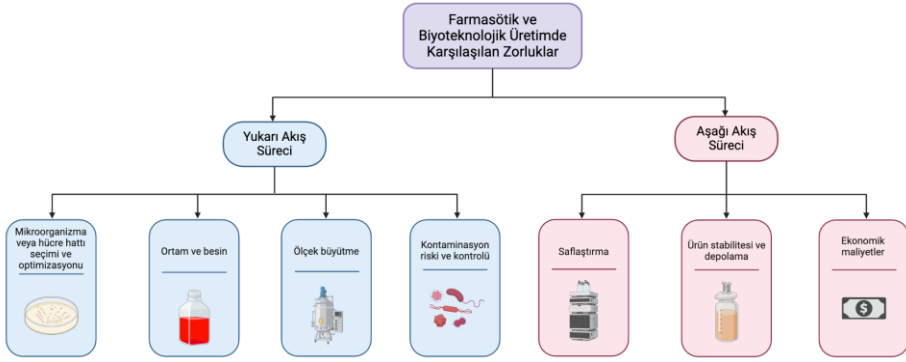 Farmasötik ve
Biyoteknolojik Üretimde
Karşılaşılan Zorluklar
Yukarı Akış
Süreci
Aşağı Akış
Süreci
Mikroorganizma
veya hücre hattı
seçimi ve
optimizasyonu
Ortam ve besin
Ölçek büyütme
Kontaminasyon
riski ve kontrolü
Saflaştırma
Ürün stabilitesi ve
depolama
Ekonomik
maliyetler
$